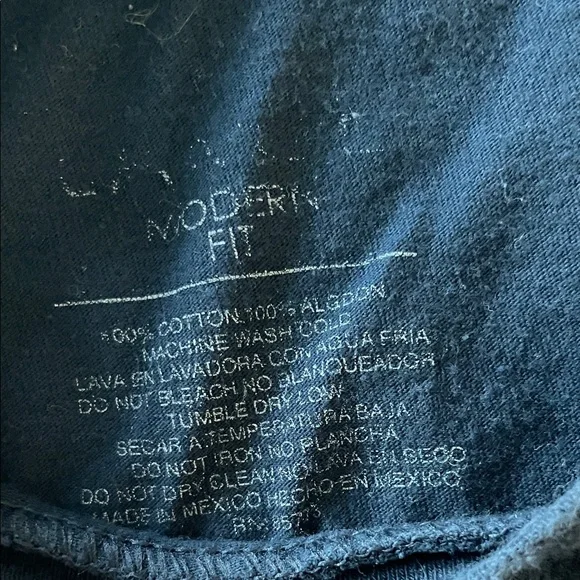 MODERN
FIT
100% COTTON 100% ALGDON
MACHINE WASH COLD
LAVA EN LAVADORA CON AGUA FRIA
DO NOT BLEACH NO BLANQUEADOR
TUMBLE DRY LOW
SECAR A TEMPERATURA BAJA
DO NOT IRON NO PLANCHA
DO NOT DRY CLEAN NO LAVA EN SECO
MADE IN MEXICO HECHO EN MEXICO
RN: